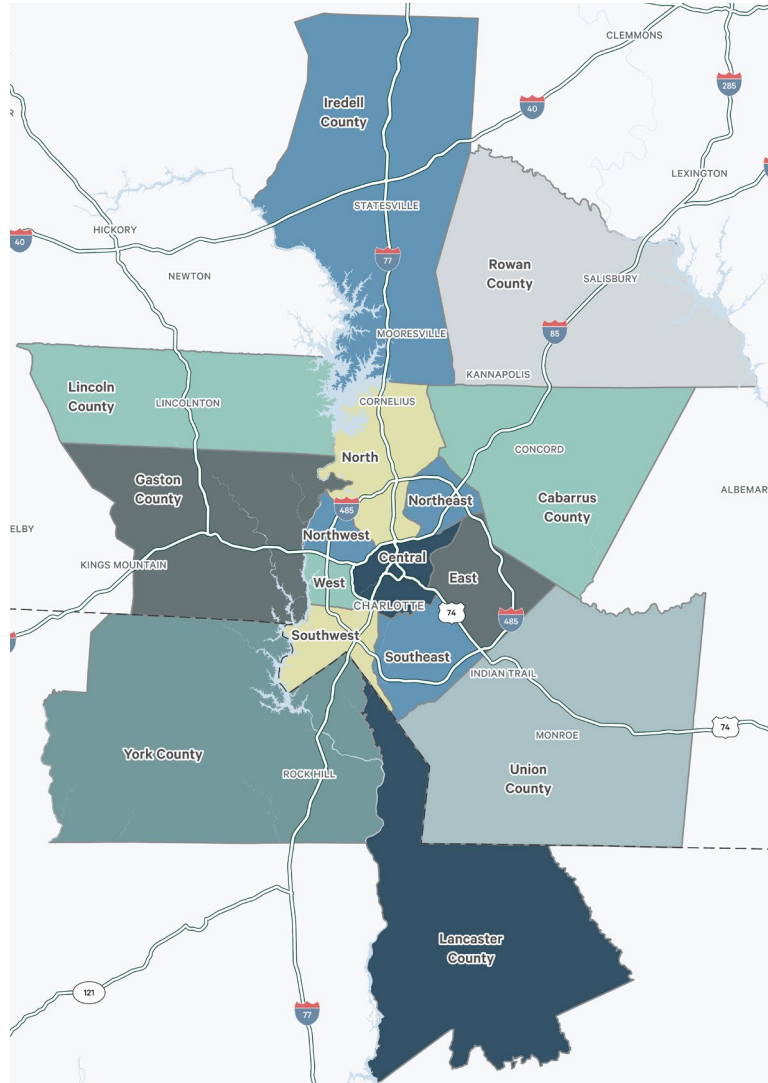 CLEMMONS
285
Iredell
County
40
R
LEXINGTON
STATESVILLE
HICKORY
40
77
Rowan
County
NEWTON
SALISBURY
MOORESVILLE
85
KANNAPOLIS
Lincoln
County
LINCOLNTON
CORNELIUS
CONCORD
North
Gaston
County
Northeast
Cabarrus
County
ALBEMAR
485
ELBY
Northwest
Central
KINGS MOUNTAIN
West
East
CHARLOTTE
74
485
Southwest
Southeast
INDIAN TRAIL
74
MONROE
York County
ROCK HILL
Union
County
Lancaster
County
121
77